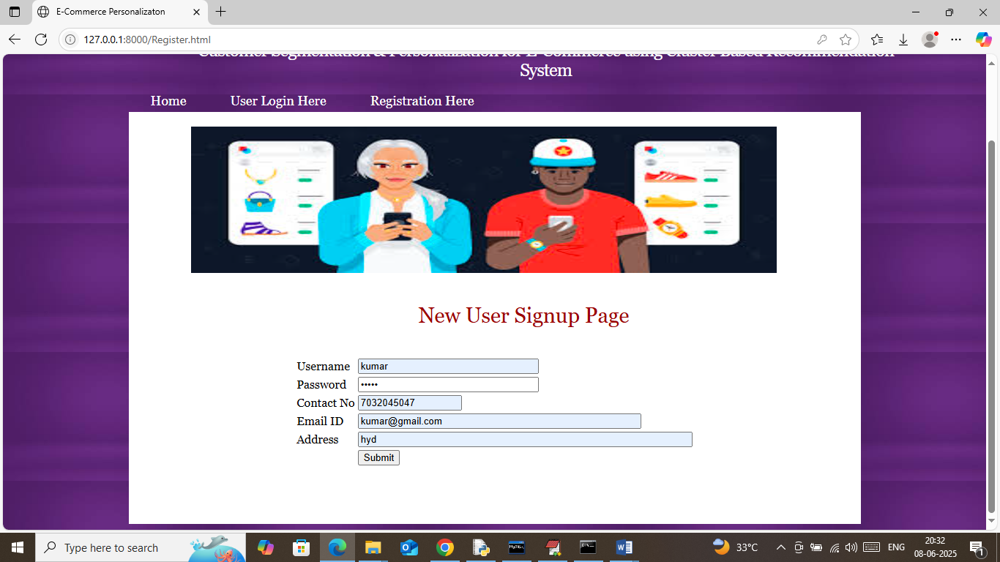 E-Commerce Personalizaton
127.0.0.1:8000/Register.html
Customer Segmentation & Personalization for E-Commerce using Cluster Based Recommendation
System
Home User Login Here Registration Here
New User Signup Page
Username kumar
Password •••••
Contact No 7032045047
Email ID kumar@gmail.com
Address hyd
Submit
Type here to search
33°C
ENG
20:32
08-06-2025
1